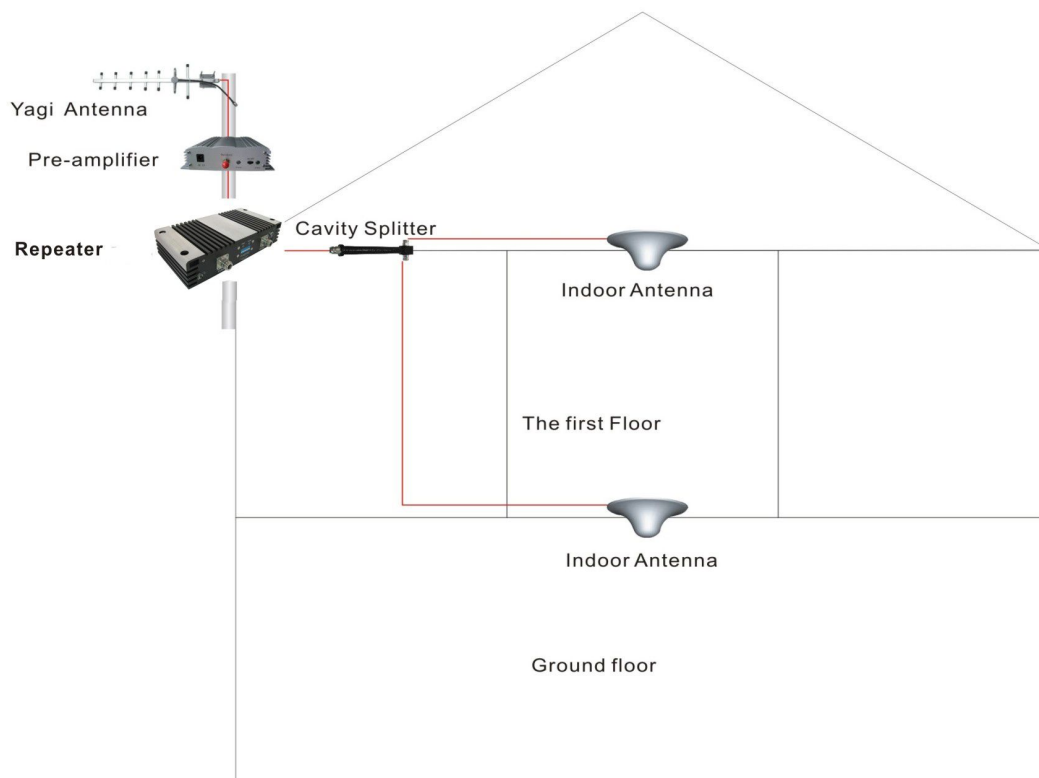 Yagi Antenna
Pre-amplifier
Repeater
Cavity Splitter
Indoor Antenna
The first Floor
Indoor Antenna
Ground floor